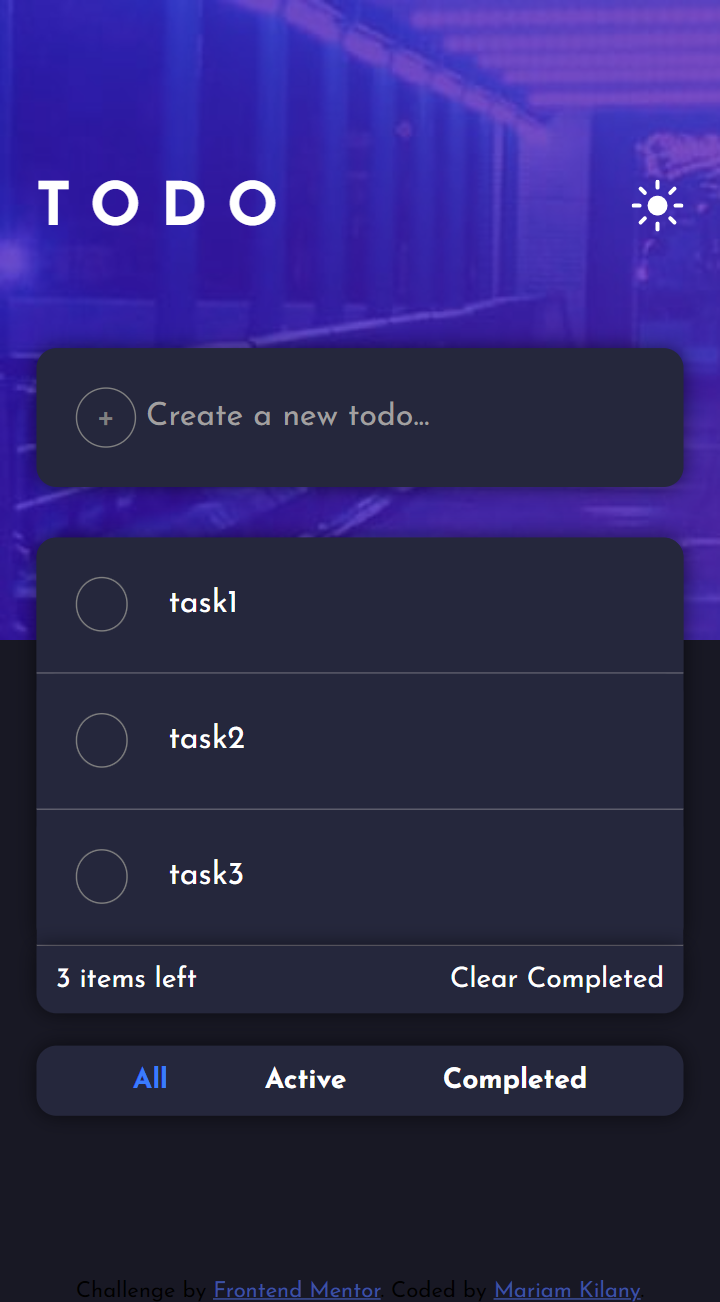 TODO
+ Create a new todo...
task1
task2
task3
3 items left Clear Completed
All Active Completed
Challenge by Frontend Mentor. Coded by Mariam Kilany.